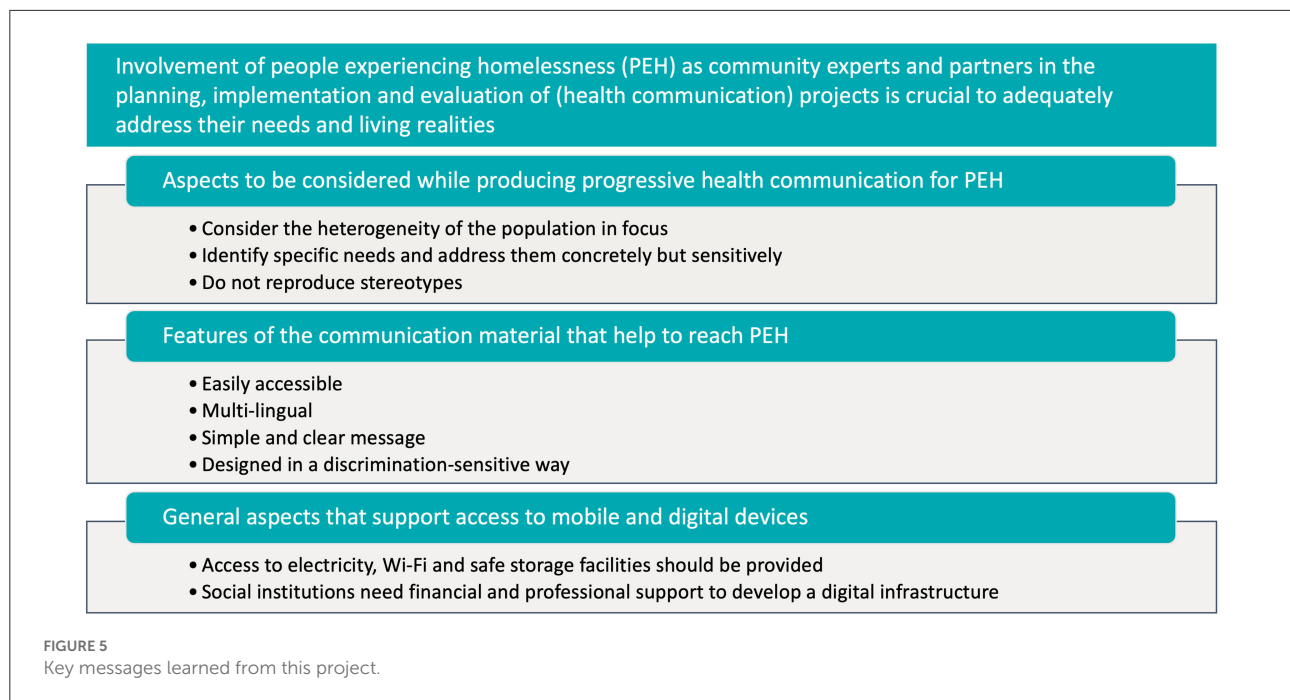 Involvement of people experiencing homelessness (PEH) as community experts and partners in the
planning, implementation and evaluation of (health communication) projects is crucial to adequately
address their needs and living realities
Aspects to be considered while producing progressive health communication for PEH
• Consider the heterogeneity of the population in focus
• Identify specific needs and address them concretely but sensitively
• Do not reproduce stereotypes
Features of the communication material that help to reach PEH
• Easily accessible
• Multi-lingual
• Simple and clear message
• Designed in a discrimination-sensitive way
General aspects that support access to mobile and digital devices
• Access to electricity, Wi-Fi and safe storage facilities should be provided
• Social institutions need financial and professional support to develop a digital infrastructure
FIGURE 5
Key messages learned from this project.